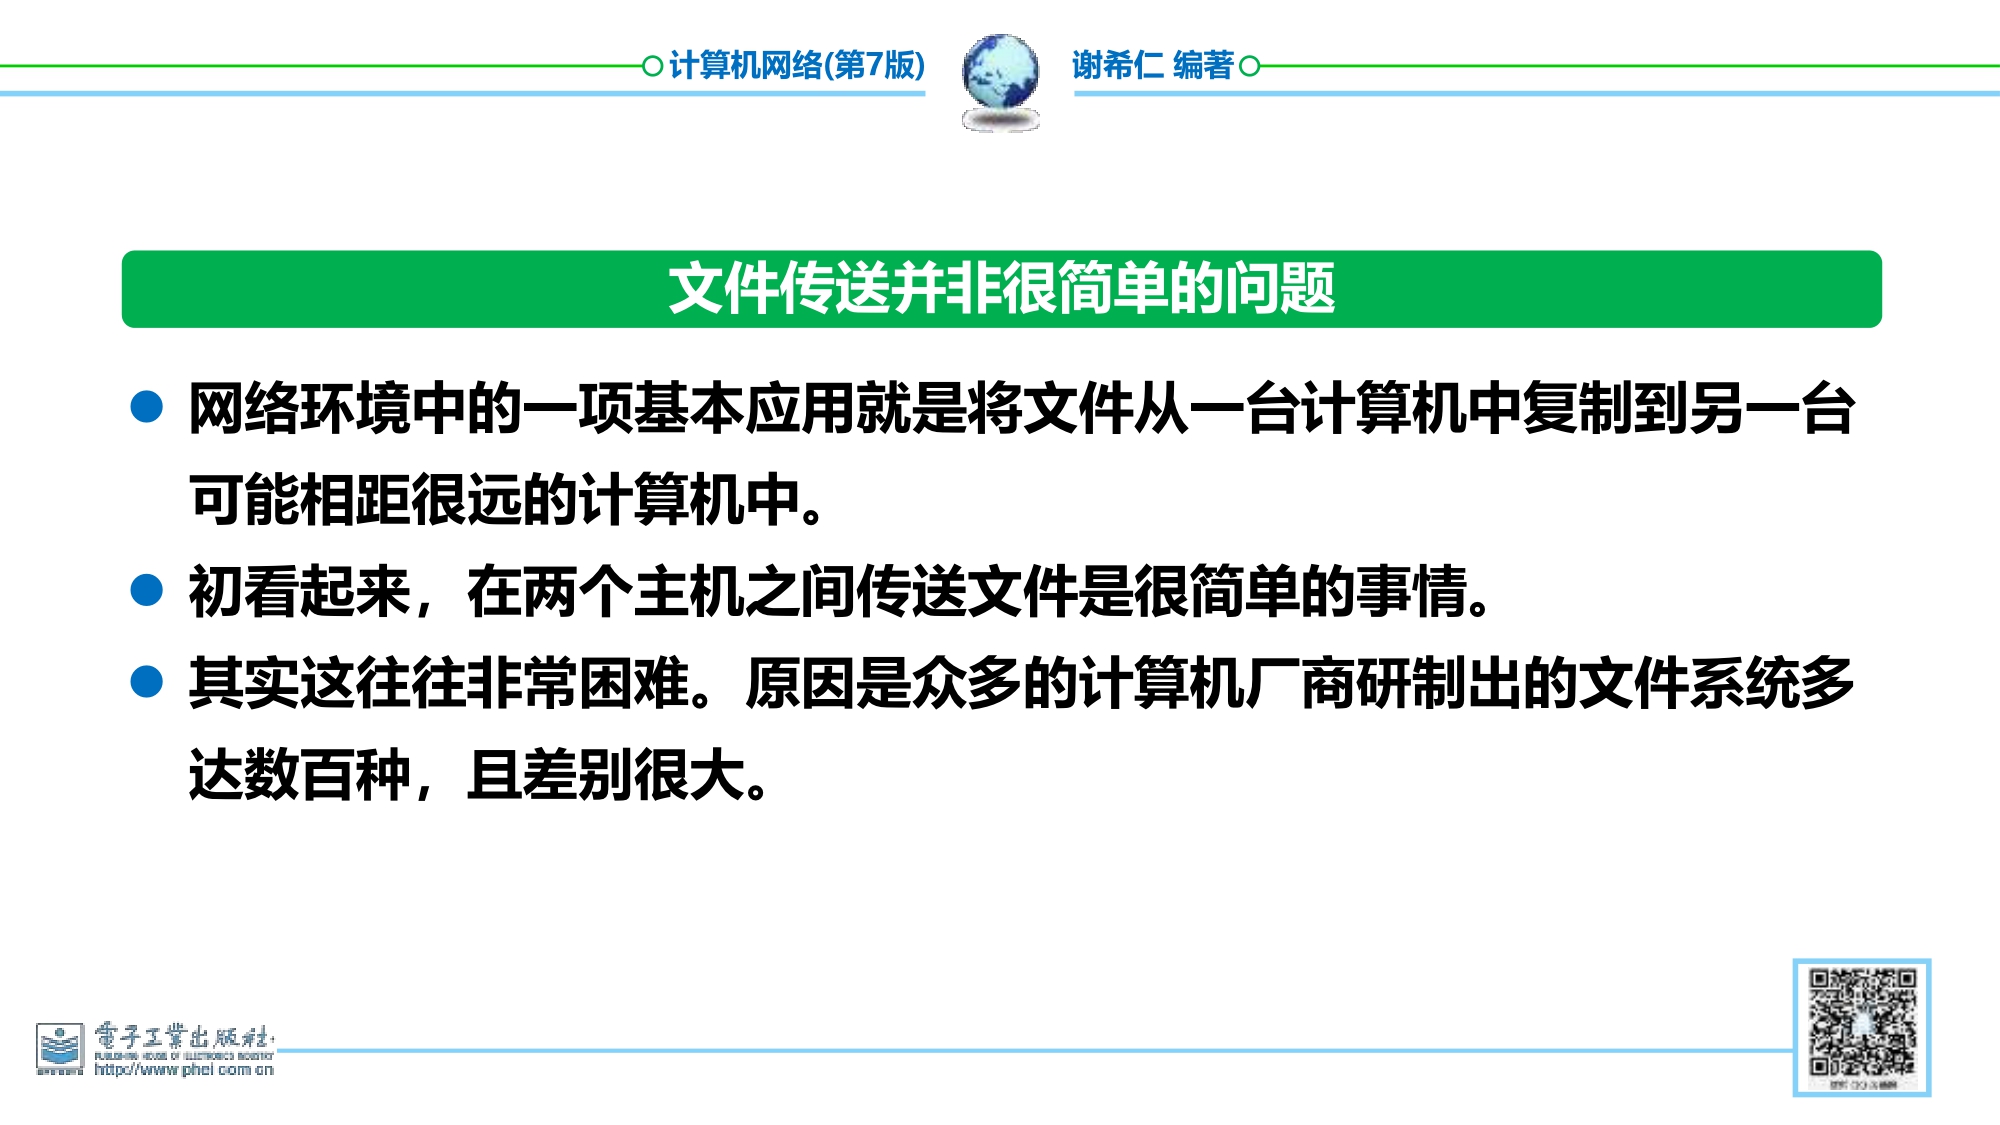 计算机网络(第7版)
谢希仁 编著
文件传送并非很简单的问题
网络环境中的一项基本应用就是将文件从一台计算机中复制到另一台
可能相距很远的计算机中。
初看起来，在两个主机之间传送文件是很简单的事情。
其实这往往非常困难。原因是众多的计算机厂商研制出的文件系统多
达数百种，且差别很大。
電子工業出版社
PUBLISHING HOUSE OF ELECTRONICS INDUSTRY
http://www.phei.com.cn